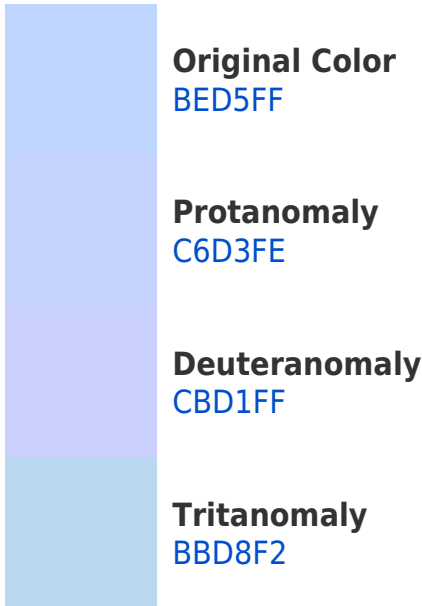 Original Color
BED5FF
Protanomaly
C6D3FE
Deuteranomaly
CBD1FF
Tritanomaly
BBD8F2